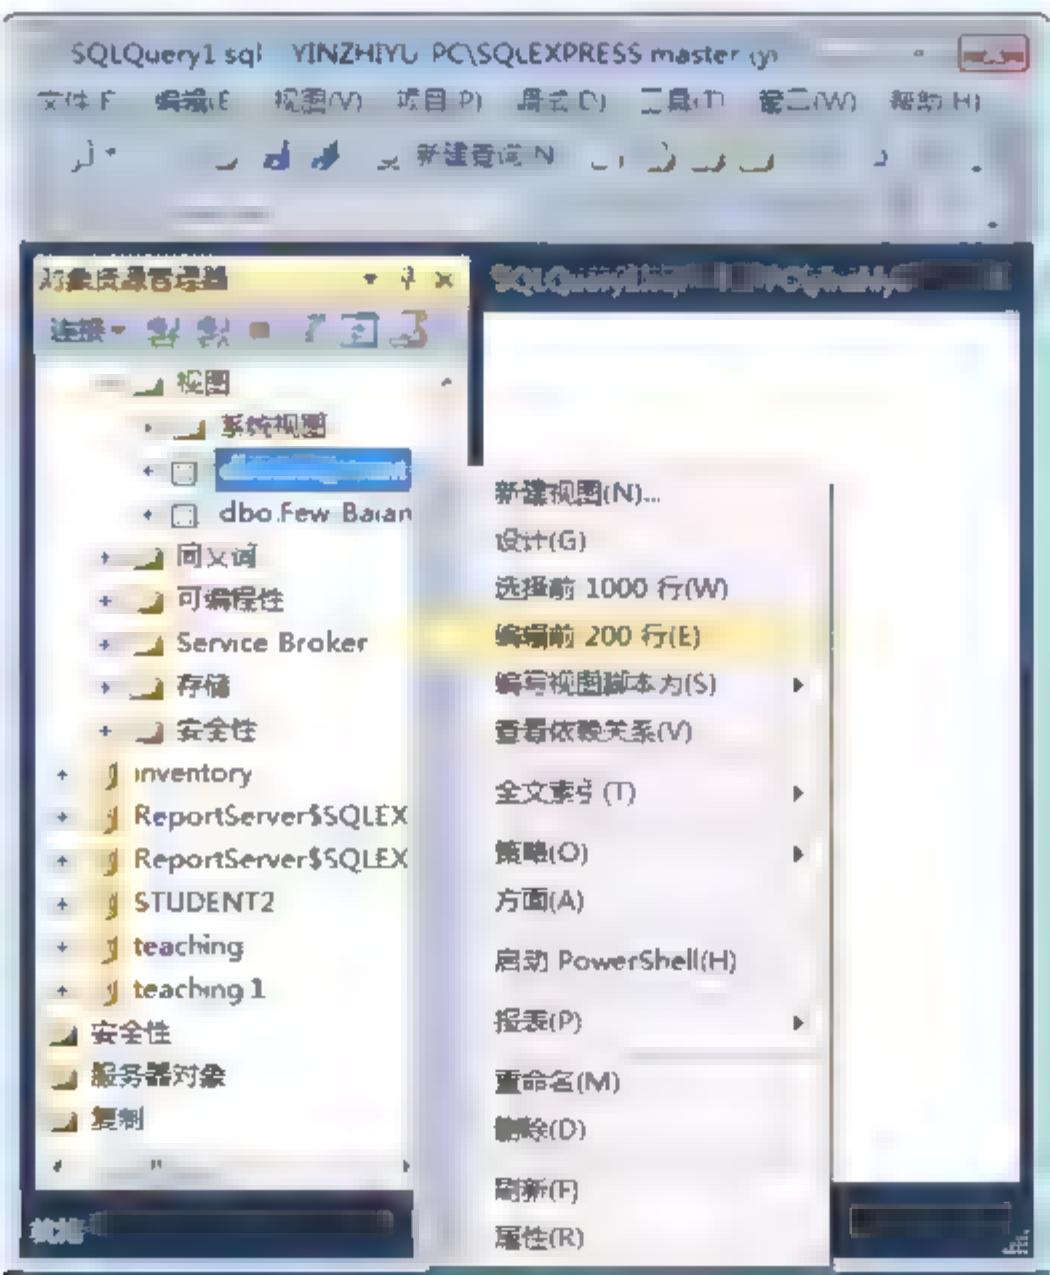 SQLQuery1.sql YINZHIYU-PC\SQLEXPRESS.master (yi
文件 F 编辑(E 视图(V) 项目(P) 调试(D) 工具(T) 窗口(W) 帮助(H)
新建查询(N
对象资源管理器
连接
视图
系统视图
dbo.Few_Balan
同义词
可编程性
Service Broker
存储
安全性
inventory
ReportServer$SQLEX
ReportServer$SQLEX
STUDENT2
teaching
teaching 1
安全性
服务器对象
复制
新建视图(N)...
设计(G)
选择前 1000 行(W)
编辑前 200 行(E)
编写视图脚本为(S)
查看依赖关系(V)
全文索引(T)
策略(O)
方面(A)
启动 PowerShell(H)
报表(P)
重命名(M)
删除(D)
刷新(F)
属性(R)